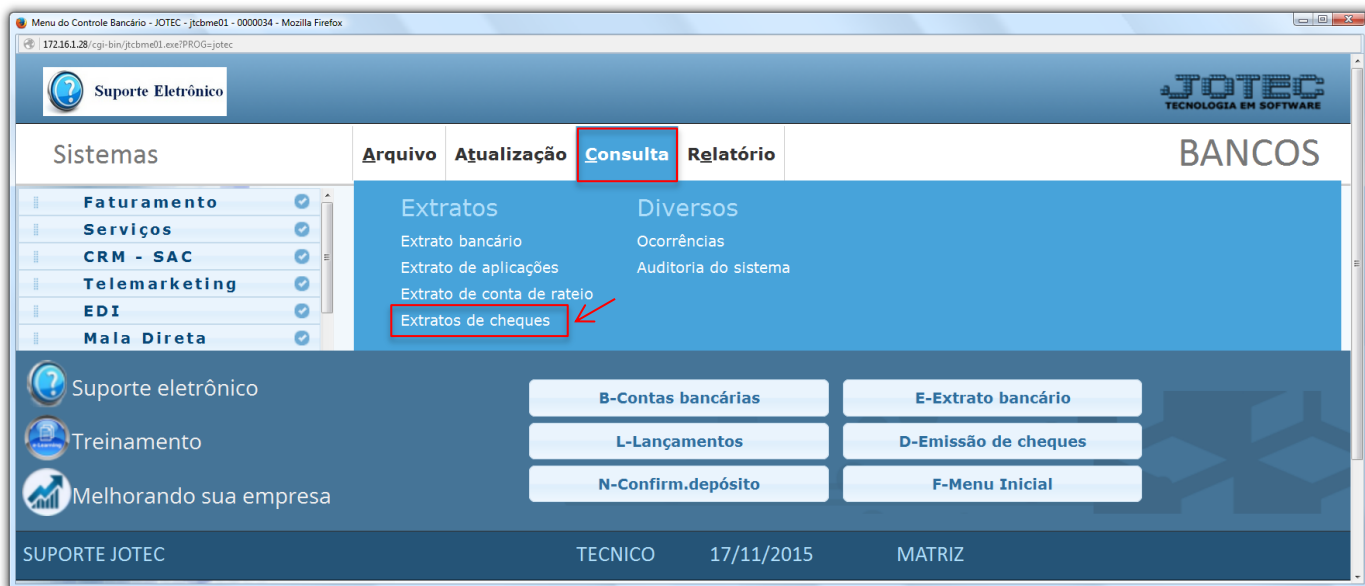 Menu do Controle Bancário - JOTEC - jtcbme01 - 0000034 - Mozilla Firefox
172.16.1.28/cgi-bin/jtcbme01.exe?PROG=jotec
Suporte Eletrônico
JOTEC
TECNOLOGIA EM SOFTWARE
Sistemas
Arquivo Atualização Consulta Relatório
BANCOS
Faturamento
Serviços
CRM - SAC
Telemarketing
EDI
Mala Direta
Extratos
Extrato bancário
Extrato de aplicações
Extrato de conta de rateio
Extratos de cheques
Diversos
Ocorrências
Auditoria do sistema
Suporte eletrônico
Treinamento
Melhorando sua empresa
B-Contas bancárias
E-Extrato bancário
L-Lançamentos
D-Emissão de cheques
N-Confirm.depósito
F-Menu Inicial
SUPORTE JOTEC TECNICO 17/11/2015 MATRIZ